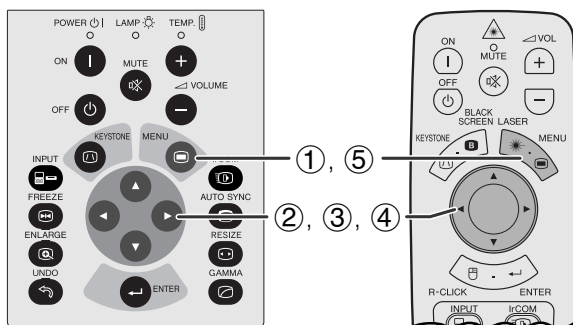 POWER LAMP TEMP.
ON MUTE
VOLUME
OFF
KEYSTONE MENU
INPUT
FREEZE AUTO SYNC
ENLARGE RESIZE
UNDO GAMMA
ENTER
①, ⑤
②, ③, ④
ON MUTE VOL
OFF
BLACK
SCREEN LASER
KEYSTONE MENU
B
R-CLICK ENTER
INPUT IrCOM